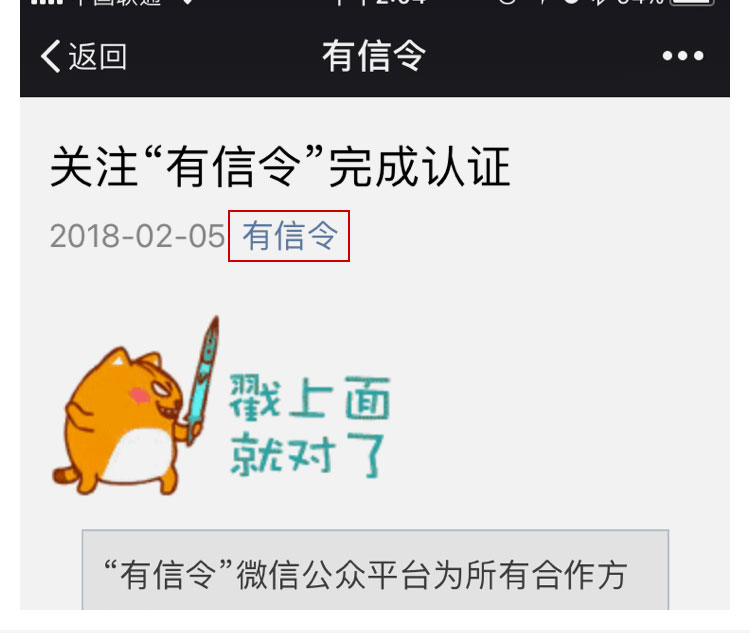 返回 有信令
关注“有信令”完成认证
2018-02-05 有信令
戳上面
就对了
“有信令”微信公众平台为所有合作方